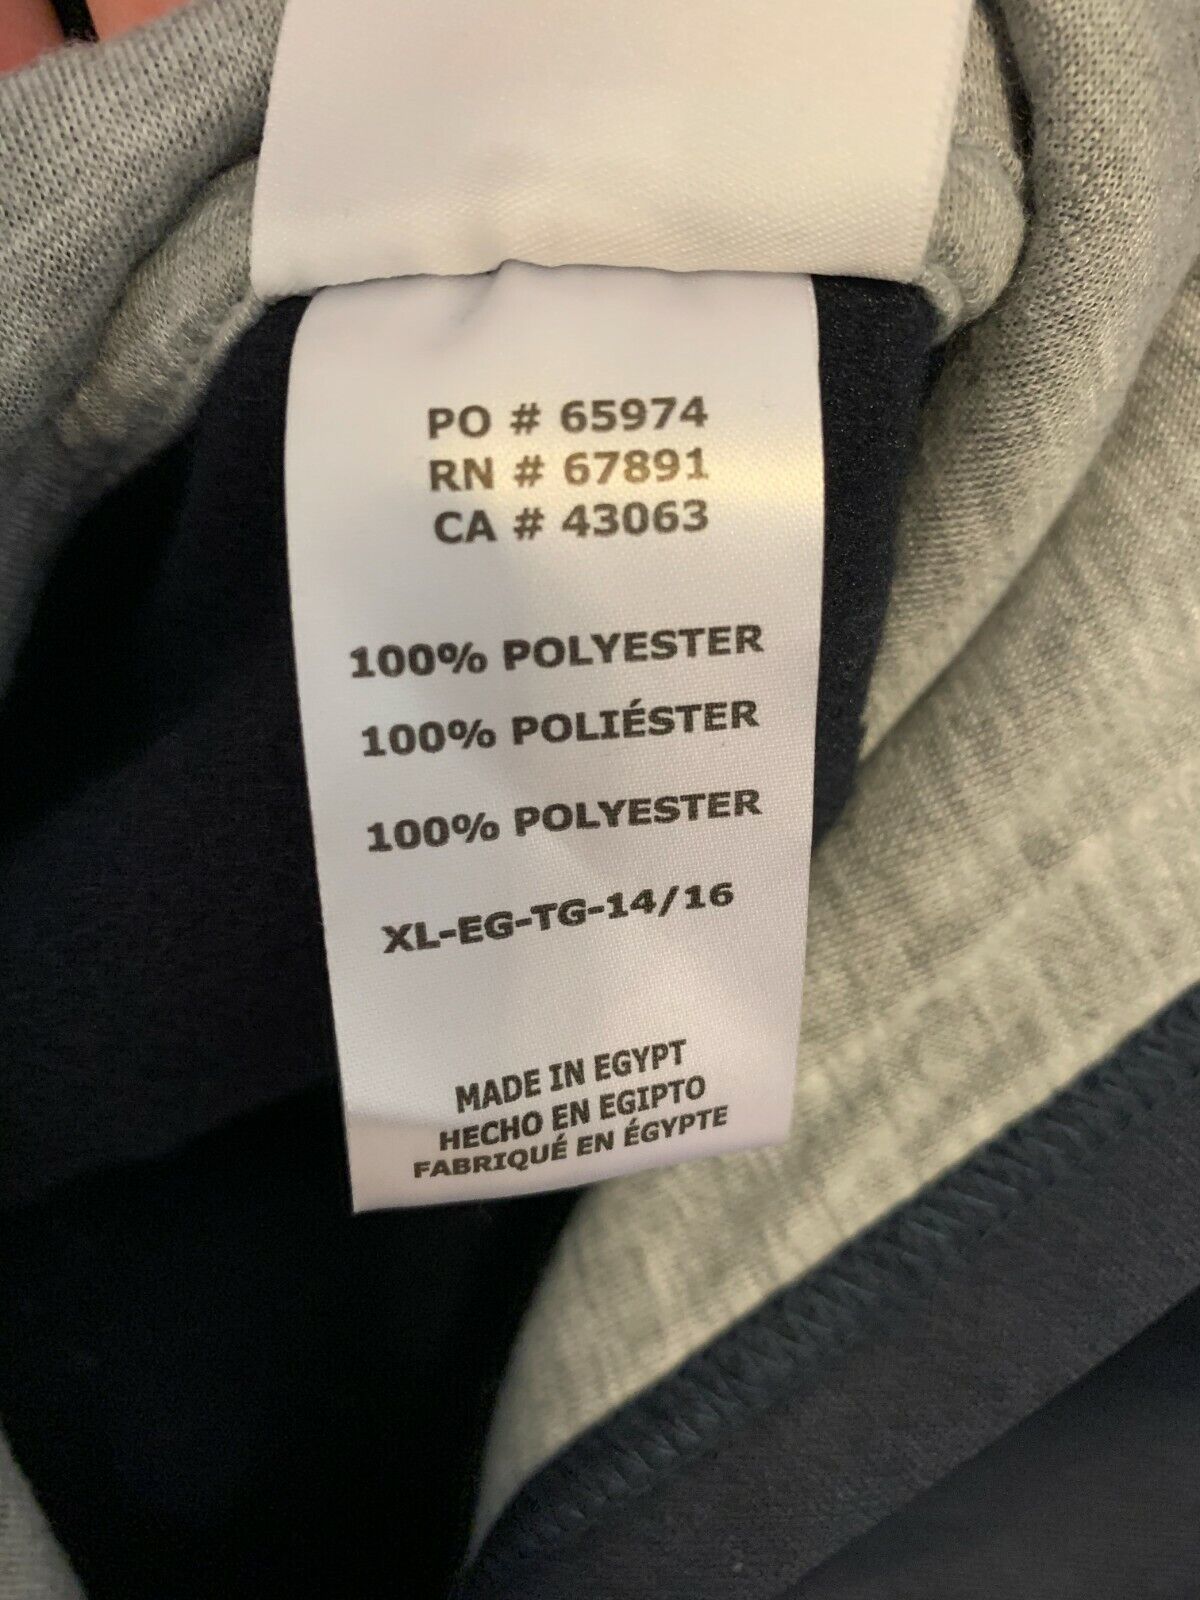 PO # 65974
RN # 67891
CA # 43063
100% POLYESTER
100% POLIÉSTER
100% POLYESTER
XL-EG-TG-14/16
MADE IN EGYPT
HECHO EN EGIPTO
FABRIQUÉ EN ÉGYPTE